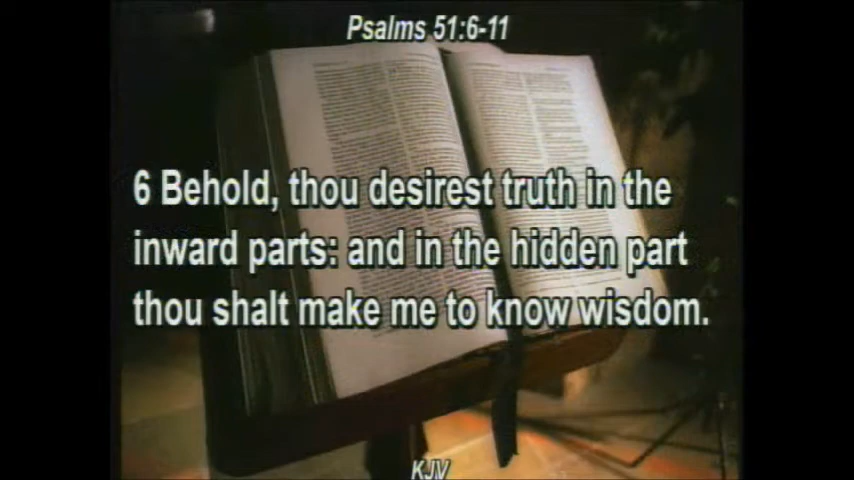 Psalms 51:6-11
6 Behold, thou desirest truth in the
inward parts: and in the hidden part
thou shalt make me to know wisdom.
KJV